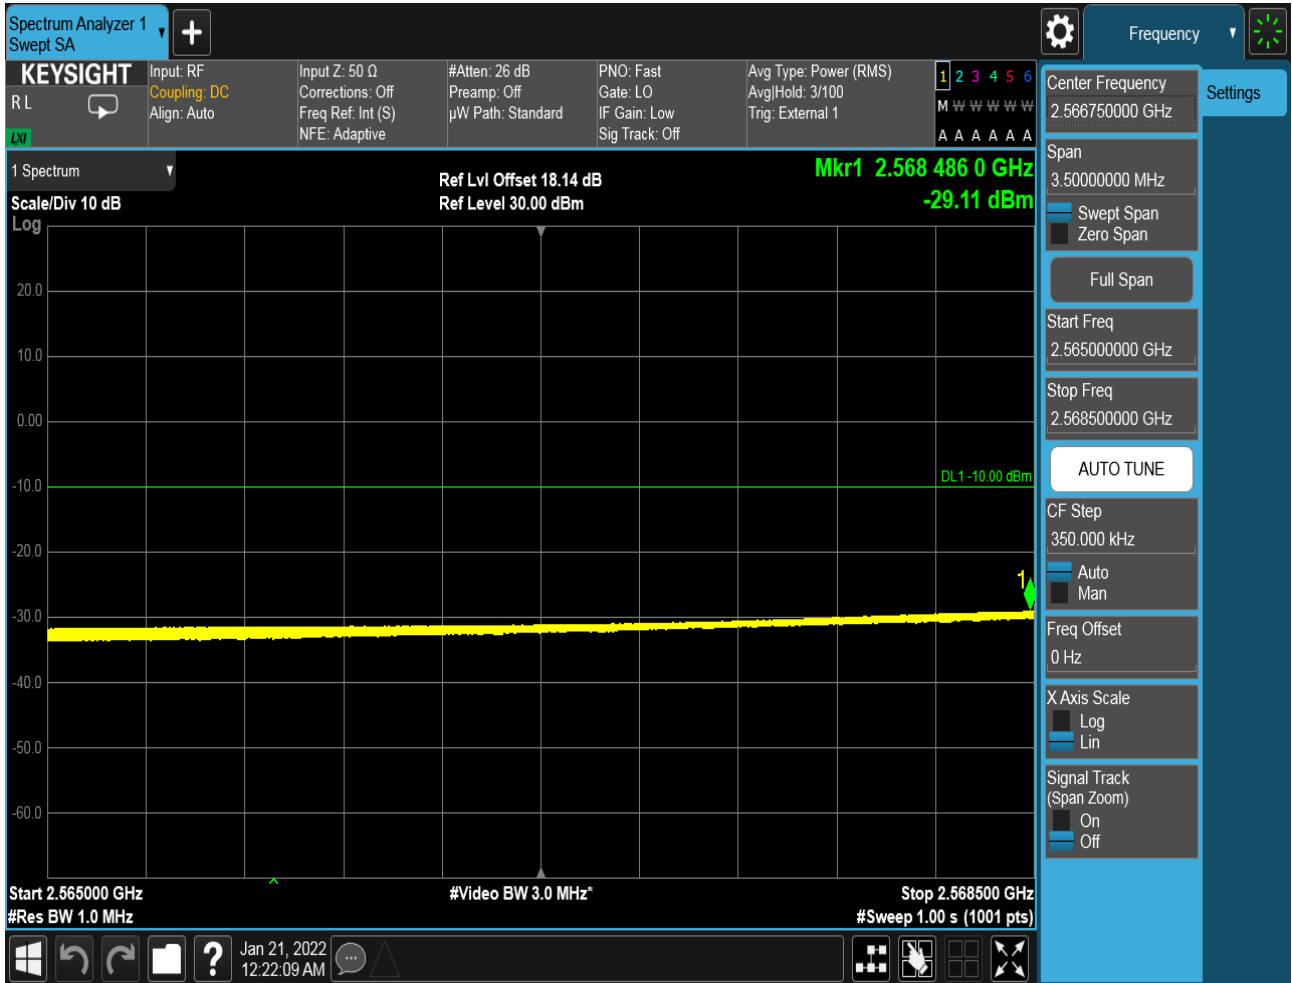 Spectrum Analyzer 1
Swept SA
Frequency
KEYSIGHT
R L
LXI
Input: RF
Coupling: DC
Align: Auto
Input Z: 50 Ω
Corrections: Off
Freq Ref: Int (S)
NFE: Adaptive
#Atten: 26 dB
Preamp: Off
µW Path: Standard
PNO: Fast
Gate: LO
IF Gain: Low
Sig Track: Off
Avg Type: Power (RMS)
Avg|Hold: 3/100
Trig: External 1
1 2 3 4 5 6
M W W W W W
A A A A A A
1 Spectrum
Scale/Div 10 dB
Log
Ref Lvl Offset 18.14 dB
Ref Level 30.00 dBm
Mkr1 2.568 486 0 GHz
-29.11 dBm
20.0
10.0
0.00
-10.0
-20.0
-30.0
-40.0
-50.0
-60.0
DL1 -10.00 dBm
1
Start 2.565000 GHz
#Res BW 1.0 MHz
#Video BW 3.0 MHz*
Stop 2.568500 GHz
#Sweep 1.00 s (1001 pts)
Jan 21, 2022
12:22:09 AM
Center Frequency
2.566750000 GHz
Settings
Span
3.50000000 MHz
Swept Span
Zero Span
Full Span
Start Freq
2.565000000 GHz
Stop Freq
2.568500000 GHz
AUTO TUNE
CF Step
350.000 kHz
Auto
Man
Freq Offset
0 Hz
X Axis Scale
Log
Lin
Signal Track
(Span Zoom)
On
Off